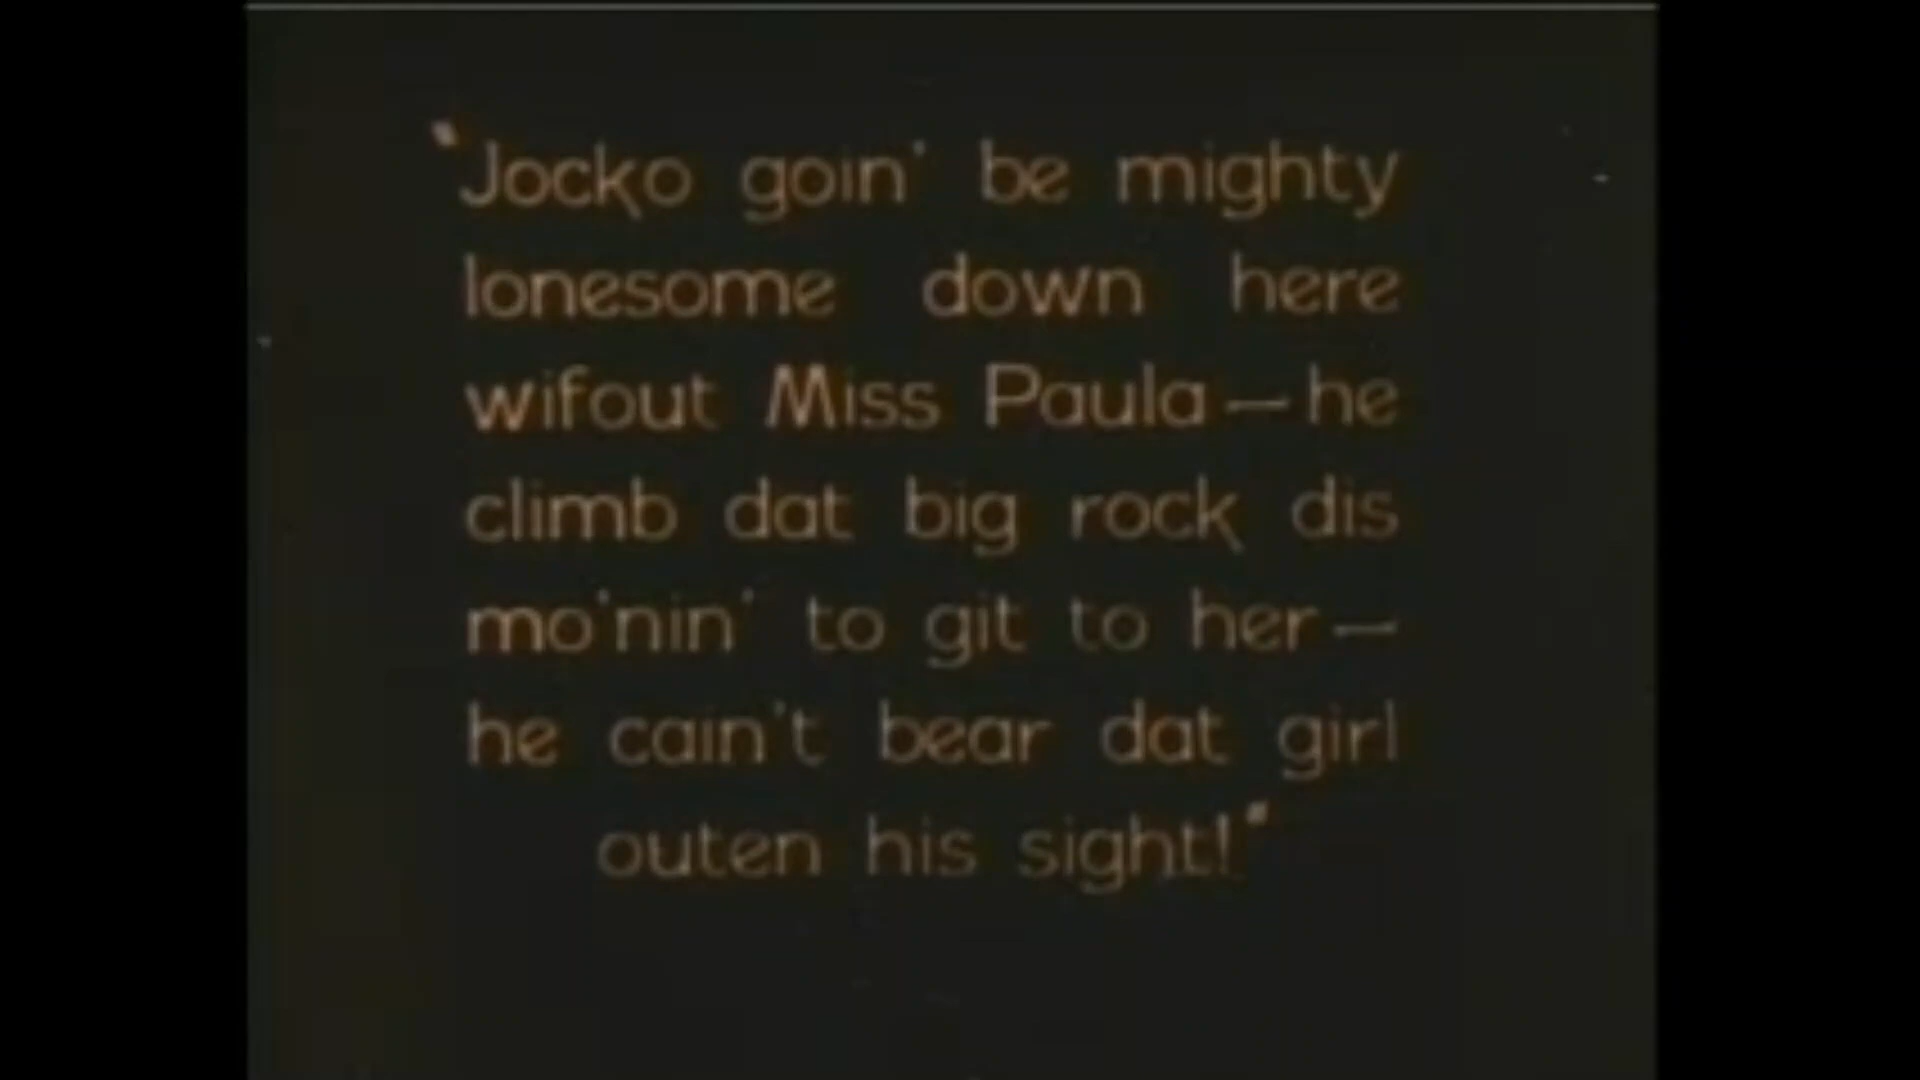 "Jocko goin' be mighty
lonesome down here
wifout Miss Paula—he
climb dat big rock dis
mo'nin' to git to her—
he cain't bear dat girl
outen his sight!"